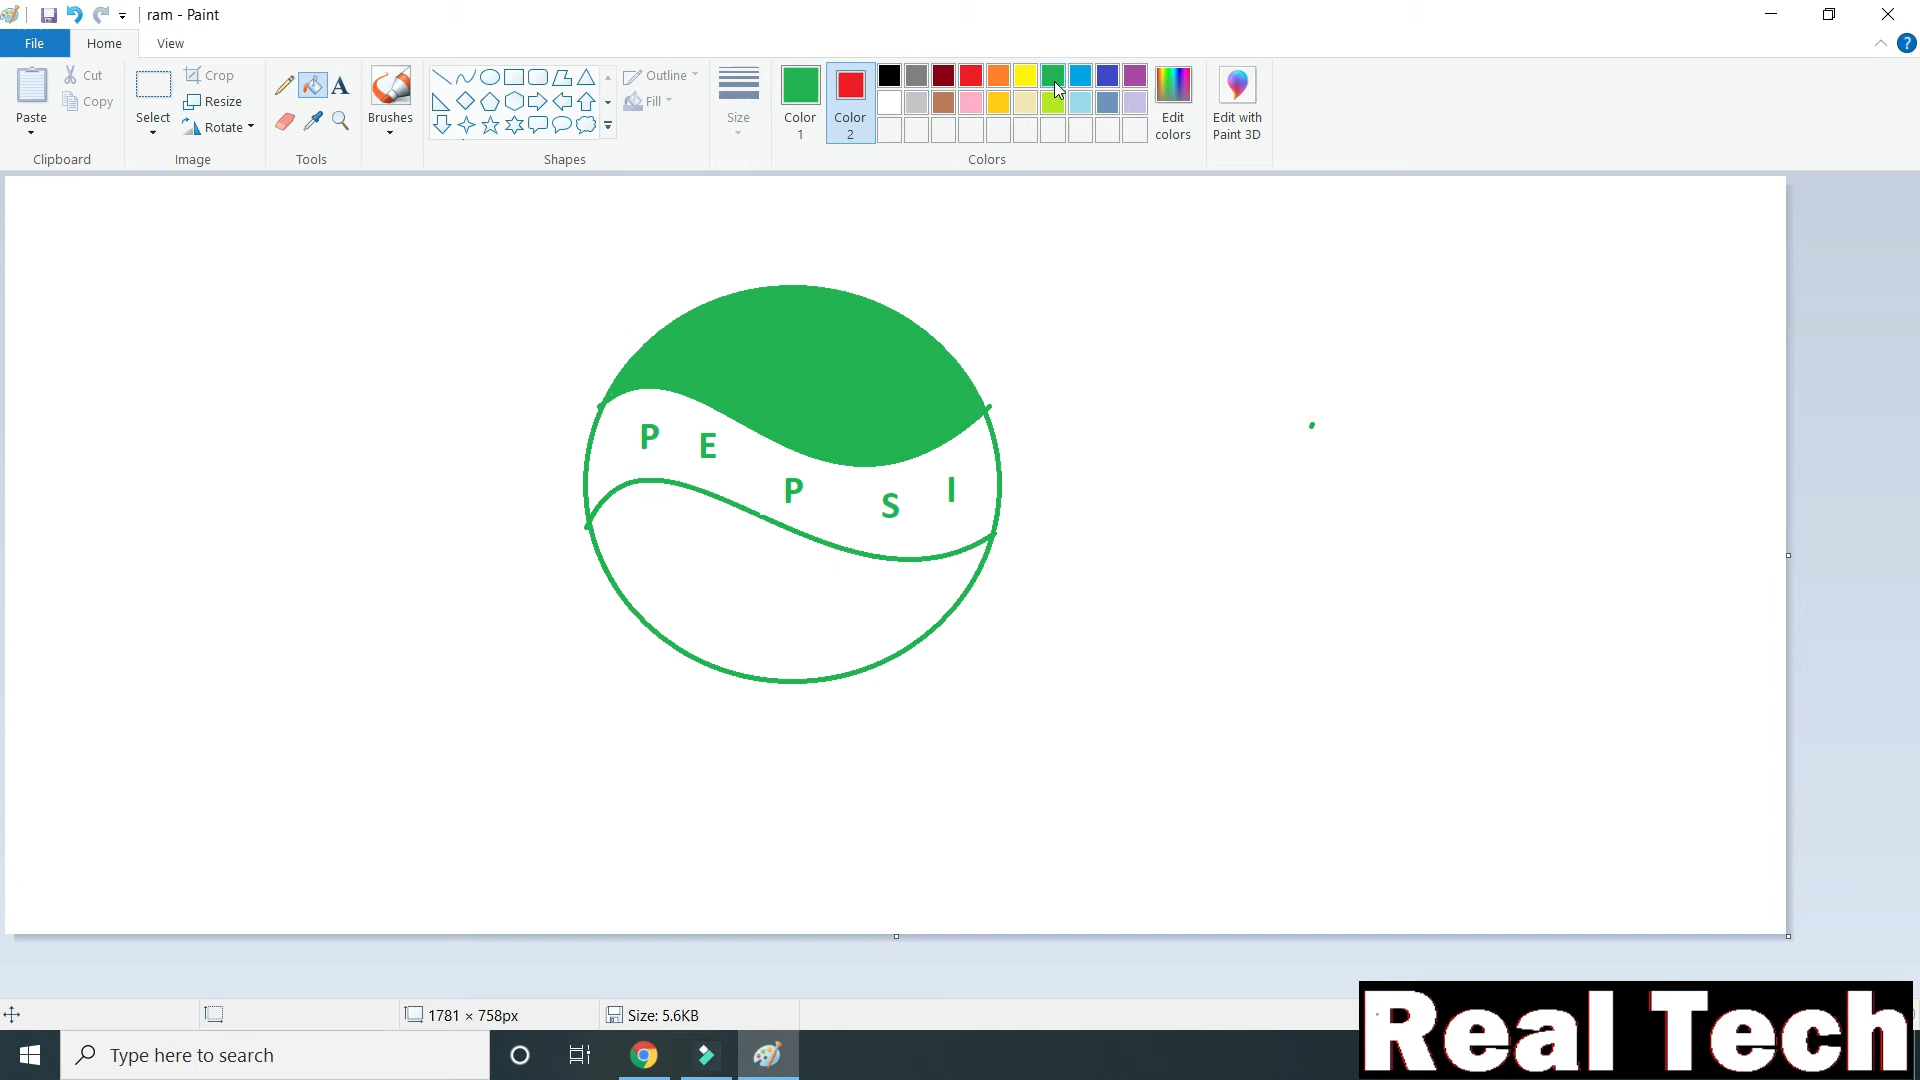 ram - Paint
File Home View
Paste
Cut
Copy
Clipboard
Select
Crop
Resize
Rotate
Image
A
Tools
Brushes
Shapes
Outline
Fill
Size
Color 1
Color 2
Colors
Edit colors
Edit with Paint 3D
?
P E P S I
1781 × 758px
Size: 5.6KB
Type here to search
Real Tech